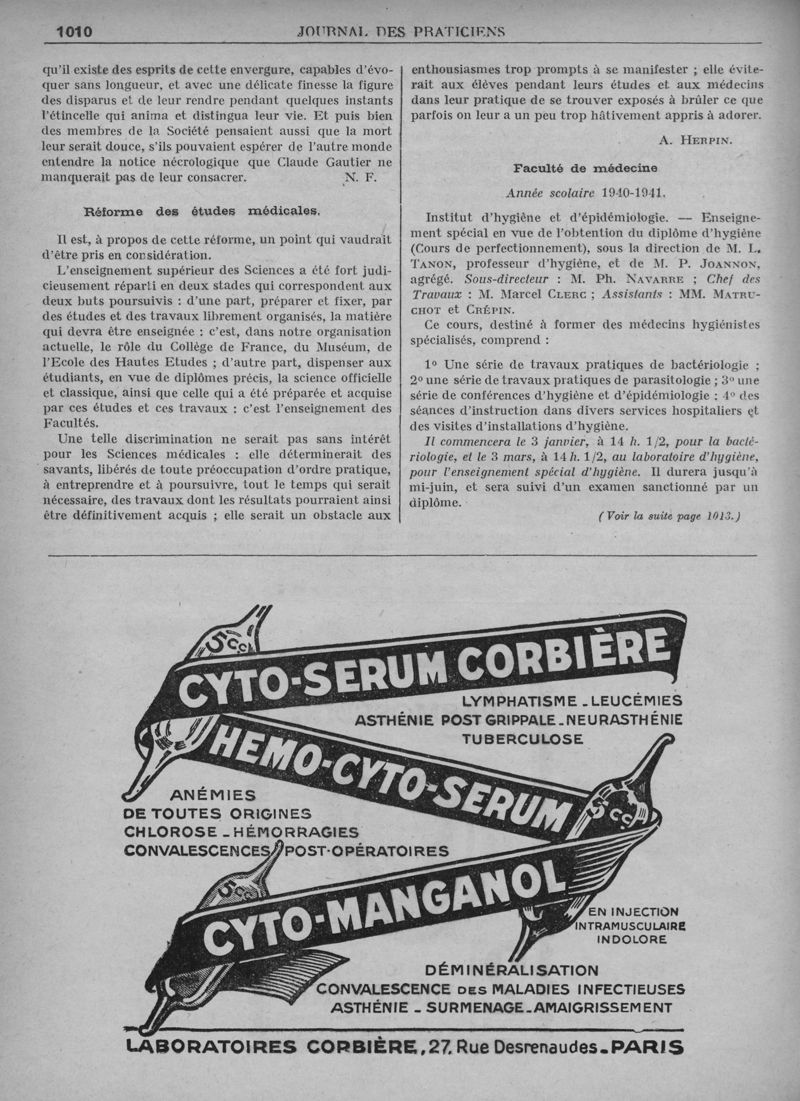 1010
JOURNAL DES PRATICIENS
qu'il existe des esprits de cette envergure, capables d'évo-
quer sans longueur, et avec une délicate finesse la figure
des disparus et de leur rendre pendant quelques instants
l'étincelle qui anima et distingua leur vie. Et puis bien
des membres de la Société pensaient aussi que la mort
leur serait douce, s'ils pouvaient espérer de l'autre monde
entendre la notice nécrologique que Claude Gautier ne
manquerait pas de leur consacrer. N. F.
Réforme des études médicales.
Il est, à propos de cette réforme, un point qui vaudrait
d'être pris en considération.
L'enseignement supérieur des Sciences a été fort judi-
cieusement réparti en deux stades qui correspondent aux
deux buts poursuivis : d'une part, préparer et fixer, par
des études et des travaux librement organisés, la matière
qui devra être enseignée : c'est, dans notre organisation
actuelle, le rôle du Collège de France, du Muséum, de
l'Ecole des Hautes Etudes ; d'autre part, dispenser aux
étudiants, en vue de diplômes précis, la science officielle
et classique, ainsi que celle qui a été préparée et acquise
par ces études et ces travaux : c'est l'enseignement des
Facultés.
Une telle discrimination ne serait pas sans intérêt
pour les Sciences médicales : elle déterminerait des
savants, libérés de toute préoccupation d'ordre pratique,
à entreprendre et à poursuivre, tout le temps qui serait
nécessaire, des travaux dont les résultats pourraient ainsi
être définitivement acquis ; elle serait un obstacle aux
enthousiasmes trop prompts à se manifester ; elle évite-
rait aux élèves pendant leurs études et aux médecins
dans leur pratique de se trouver exposés à brûler ce que
parfois on leur a un peu trop hâtivement appris à adorer.
A. HERPIN.
Faculté de médecine
Année scolaire 1940-1941.
Institut d'hygiène et d'épidémiologie. — Enseigne-
ment spécial en vue de l'obtention du diplôme d'hygiène
(Cours de perfectionnement), sous la direction de M. L.
TANON, professeur d'hygiène, et de M. P. JOANNON,
agrégé. Sous-directeur : M. Ph. NAVARRE ; Chef des
Travaux : M. Marcel CLERC ; Assistants : MM. MATRU-
CHOT et CRÉPIN.
Ce cours, destiné à former des médecins hygiénistes
spécialisés, comprend :
1º Une série de travaux pratiques de bactériologie ;
2º une série de travaux pratiques de parasitologie ; 3º une
série de conférences d'hygiène et d'épidémiologie ; 4º des
séances d'instruction dans divers services hospitaliers et
des visites d'installations d'hygiène.
Il commencera le 3 janvier, à 14 h. 1/2, pour la bacté-
riologie, et le 3 mars, à 14 h. 1/2, au laboratoire d'hygiène,
pour l'enseignement spécial d'hygiène. Il durera jusqu'à
mi-juin, et sera suivi d'un examen sanctionné par un
diplôme.
(Voir la suite page 1013.)
5cc
CYTO-SERUM CORBIÈRE
LYMPHATISME - LEUCÉMIES
ASTHÉNIE POST GRIPPALE - NEURASTHÉNIE
TUBERCULOSE
HEMO-CYTO-SERUM
5cc
ANÉMIES
DE TOUTES ORIGINES
CHLOROSE - HÉMORRAGIES
CONVALESCENCES POST-OPÉRATOIRES
5cc
CYTO-MANGANOL
EN INJECTION
INTRAMUSCULAIRE
INDOLORE
DÉMINÉRALISATION
CONVALESCENCE DES MALADIES INFECTIEUSES
ASTHÉNIE - SURMENAGE - AMAIGRISSEMENT
LABORATOIRES CORBIÈRE, 27, Rue Desrenaudes - PARIS